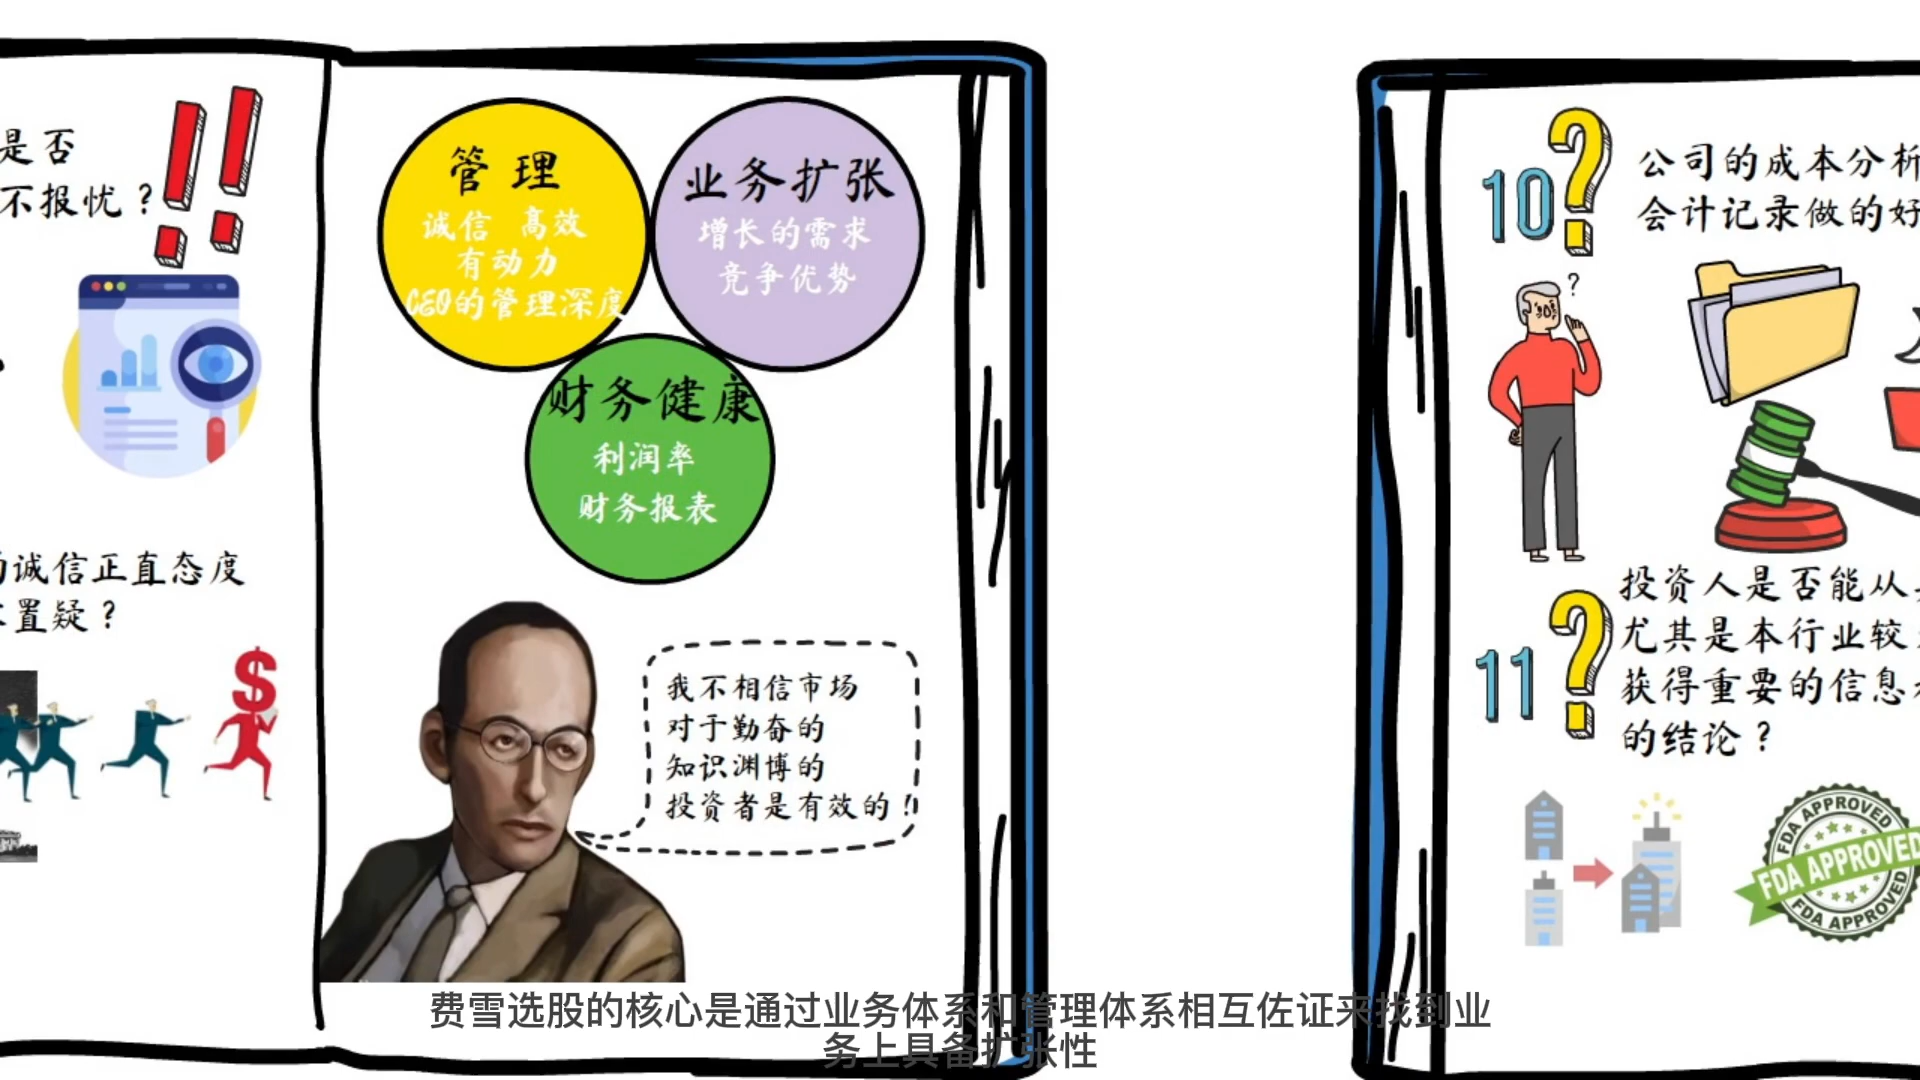 是否
不报忧？
诚信正直态度
置疑？
管理
诚信 高效
有动力
CEO的管理深度
业务扩张
增长的需求
竞争优势
财务健康
利润率
财务报表
我不相信市场
对于勤奋的
知识渊博的
投资者是有效的！
10？
公司的成本分析
会计记录做的好
?
11？
投资人是否能从
尤其是本行业较
获得重要的信息
的结论？
FDA APPROVED
FDA APPROVED
FDA APPROVED
费雪选股的核心是通过业务体系和管理体系相互佐证来找到业
务上具备扩张性